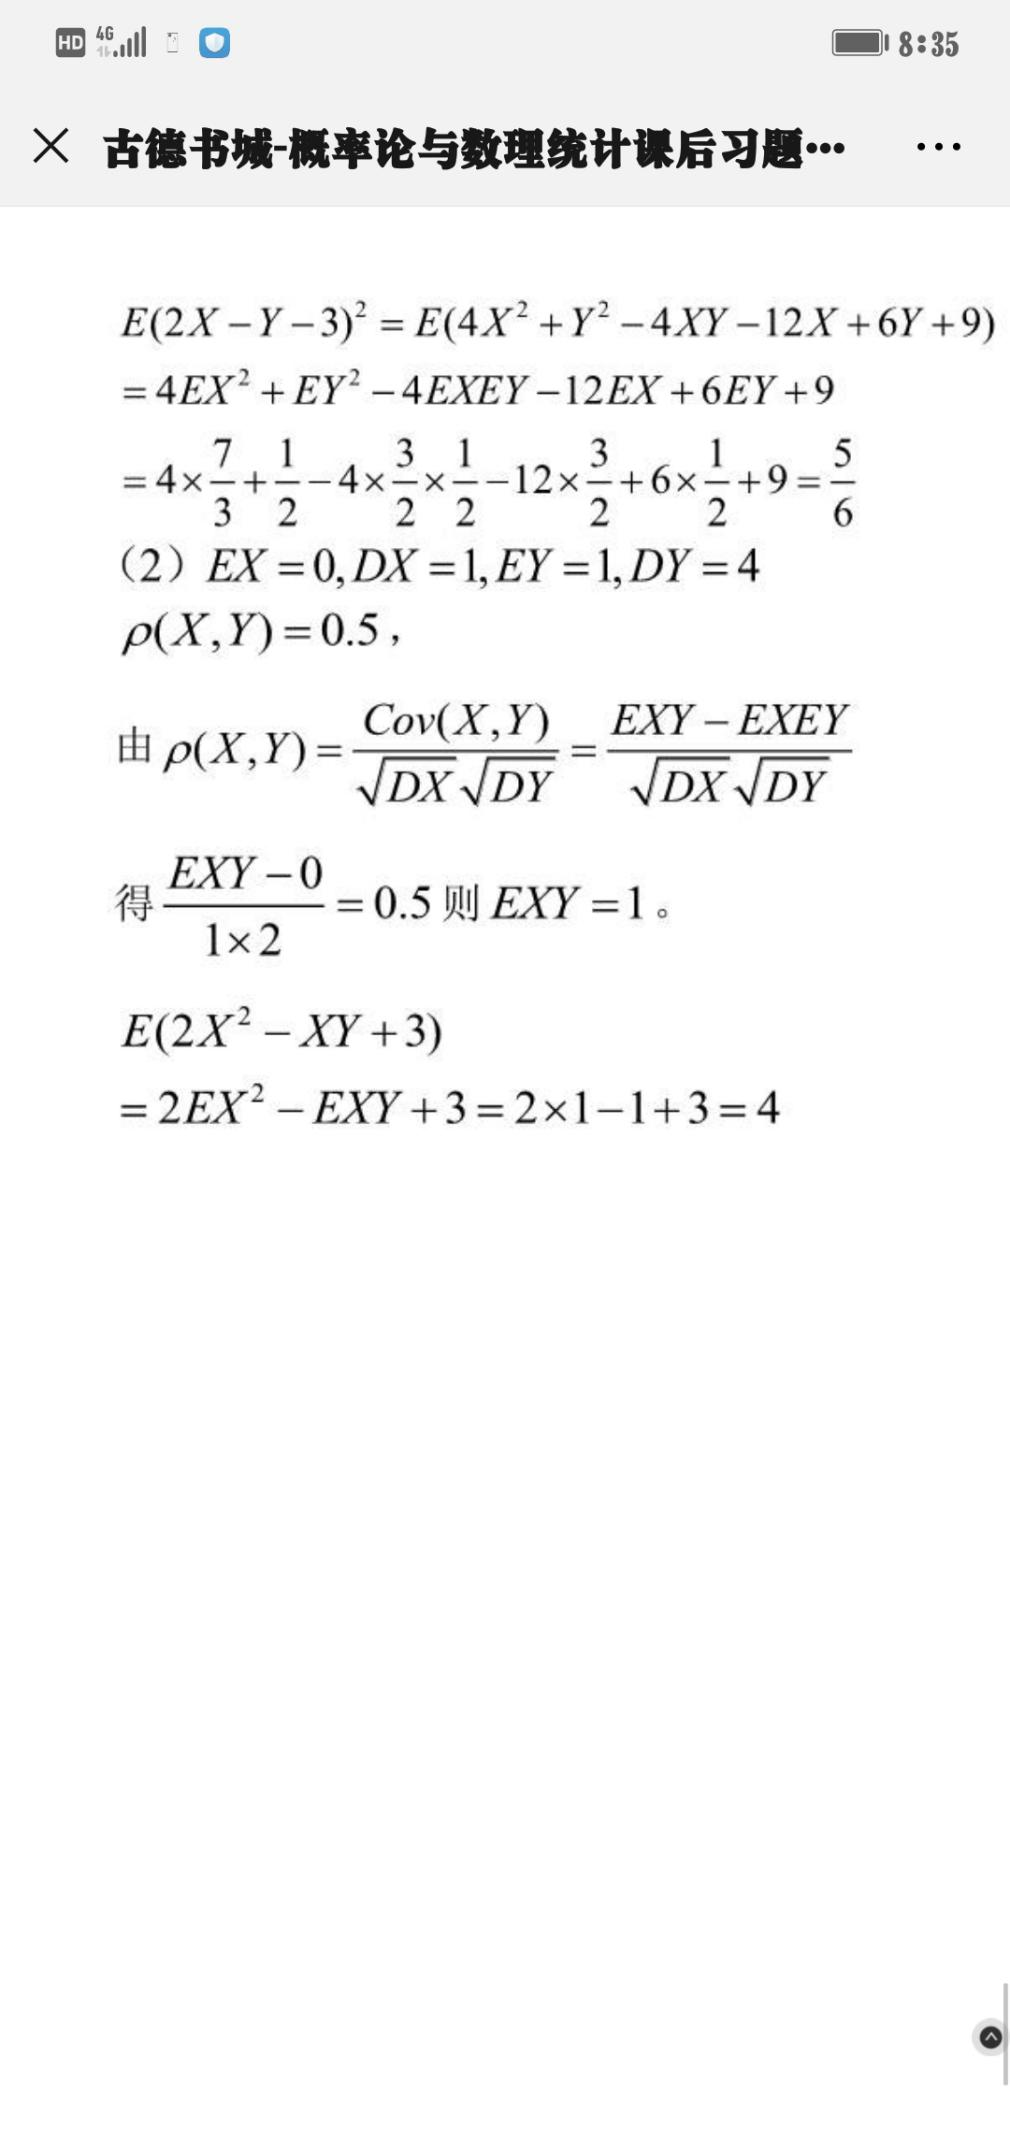 HD 4G 8:35
古德书城-概率论与数理统计课后习题…
E(2X − Y − 3)² = E(4X² + Y² − 4XY − 12X + 6Y + 9)
= 4EX² + EY² − 4EXEY − 12EX + 6EY + 9
= 4 × 7/3 + 1/2 − 4 × 3/2 × 1/2 − 12 × 3/2 + 6 × 1/2 + 9 = 5/6
（2）EX = 0, DX = 1, EY = 1, DY = 4
ρ(X,Y) = 0.5，
由 ρ(X,Y) = Cov(X,Y)/(√DX √DY) = (EXY − EXEY)/(√DX √DY)
得 (EXY − 0)/(1×2) = 0.5 则 EXY = 1。
E(2X² − XY + 3)
= 2EX² − EXY + 3 = 2×1−1+3 = 4